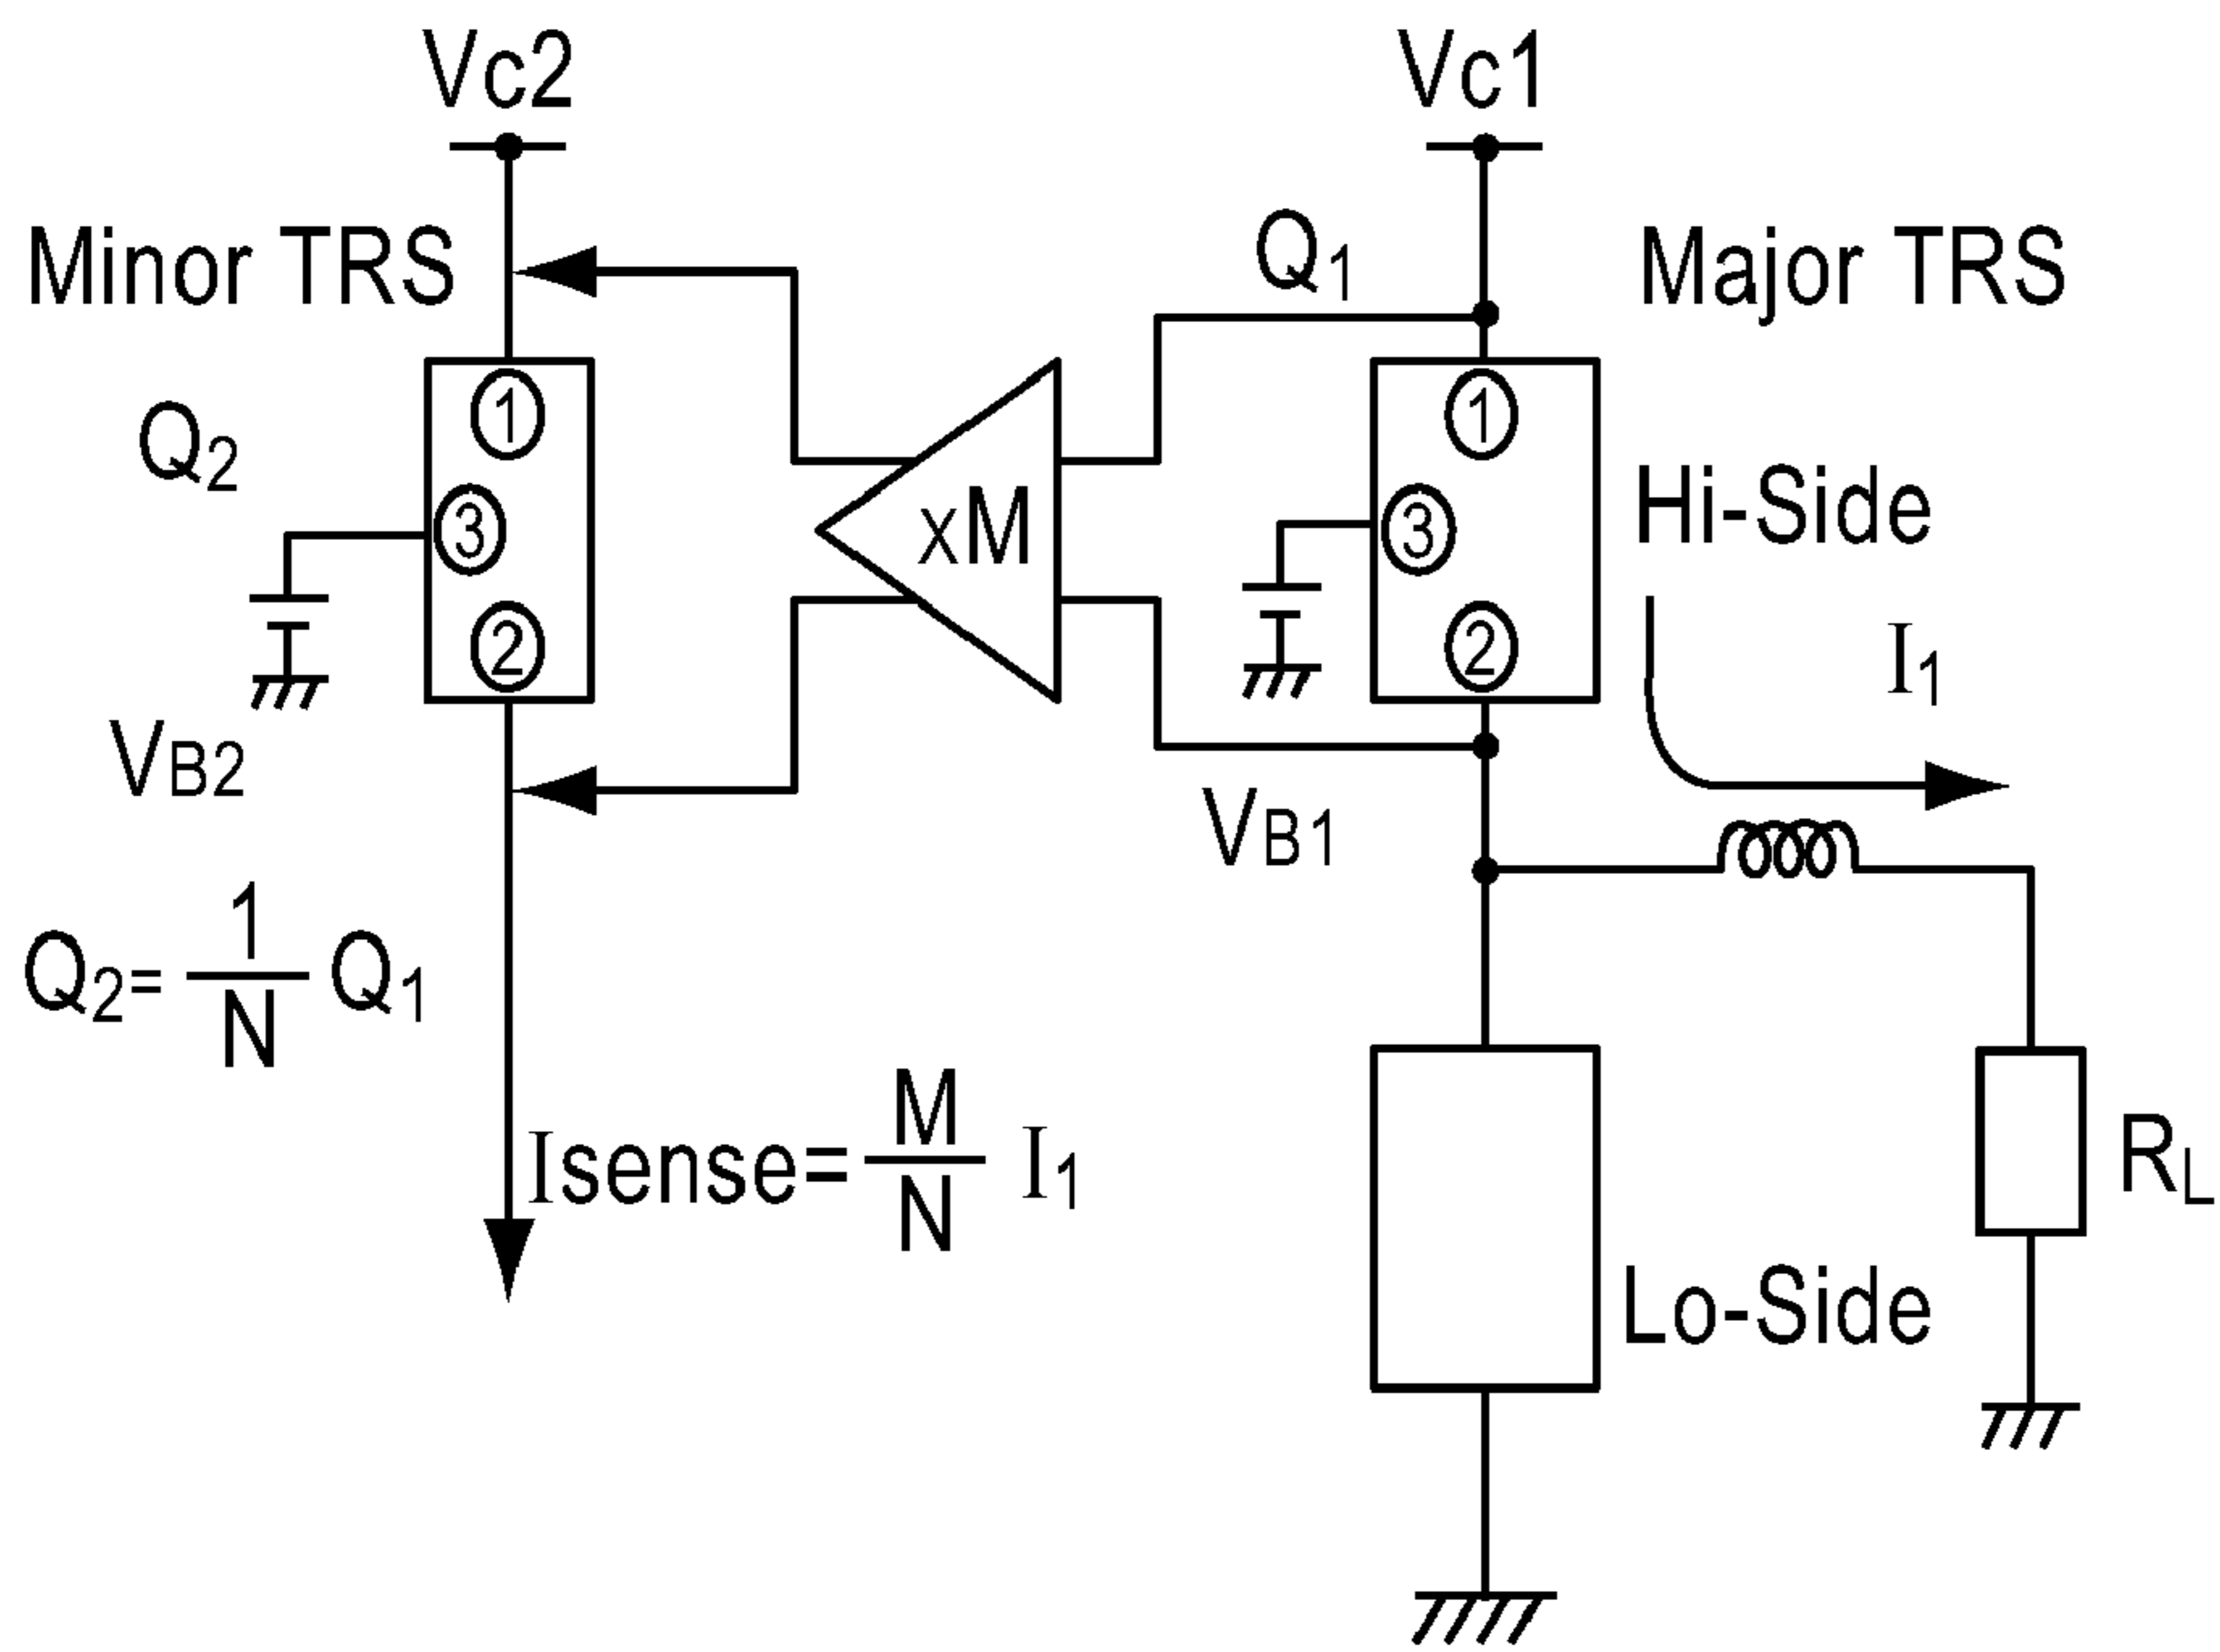 Vc2
Vc1
Minor TRS
Q1
Major TRS
1
1
Q2
3
xM
3
Hi-Side
2
2
I1
VB2
VB1
Q2= 1/N Q1
Isense= M/N I1
RL
Lo-Side